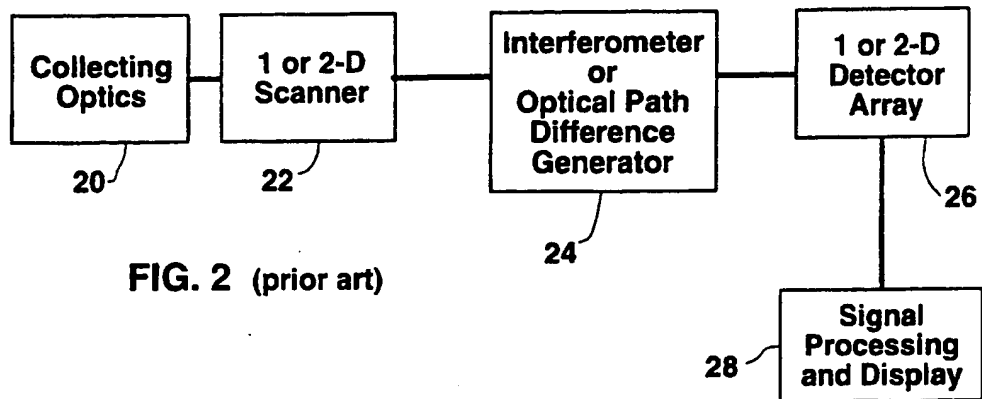 Collecting
Optics
20
1 or 2-D
Scanner
22
Interferometer
or
Optical Path
Difference
Generator
24
1 or 2-D
Detector
Array
26
Signal
Processing
and Display
28
FIG. 2 (prior art)